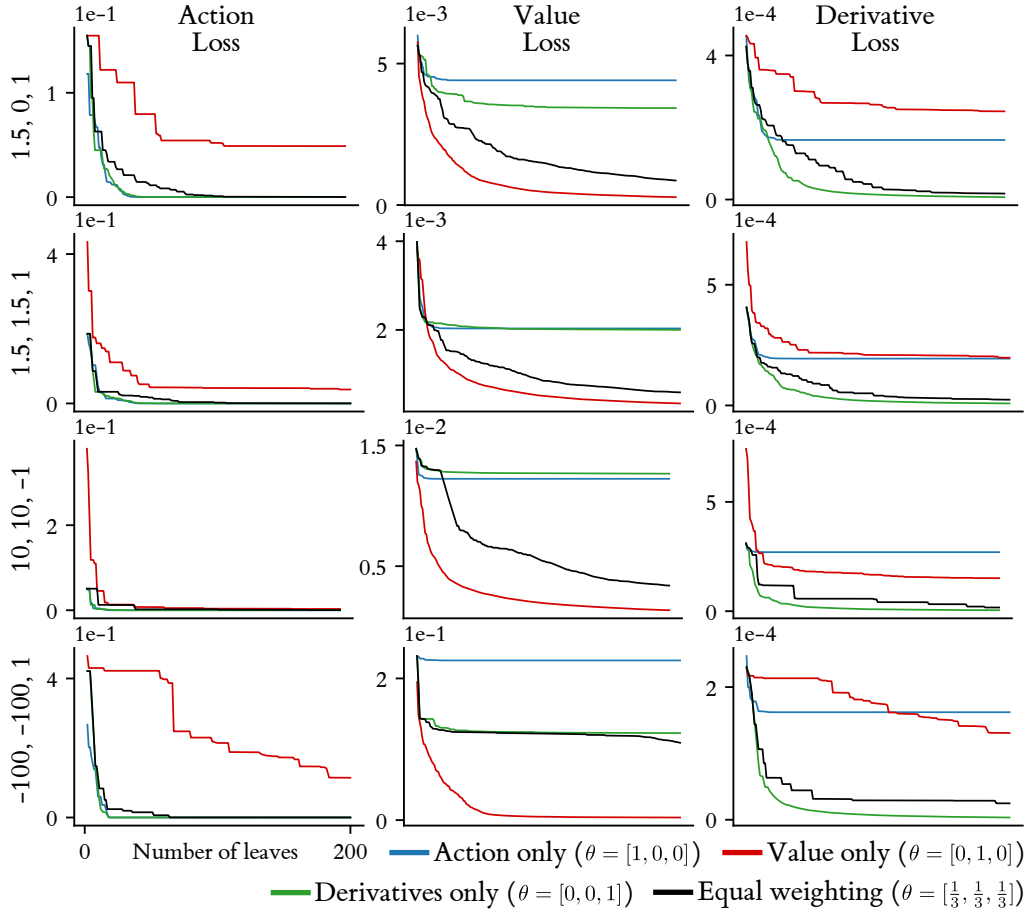 Action Loss
Value Loss
Derivative Loss
1e−1
1e−3
1e−4
1.5, 0, 1
1
0
5
0
4
0
1e−1
1e−3
1e−4
1.5, 1.5, 1
4
0
4
2
5
0
1e−1
1e−2
1e−4
10, 10, −1
2
0
1.5
0.5
5
0
1e−1
1e−1
1e−4
−100, −100, 1
4
0
2
0
2
0
0
Number of leaves
200
Action only (θ = [1, 0, 0])
Value only (θ = [0, 1, 0])
Derivatives only (θ = [0, 0, 1])
Equal weighting (θ = [1/3, 1/3, 1/3])